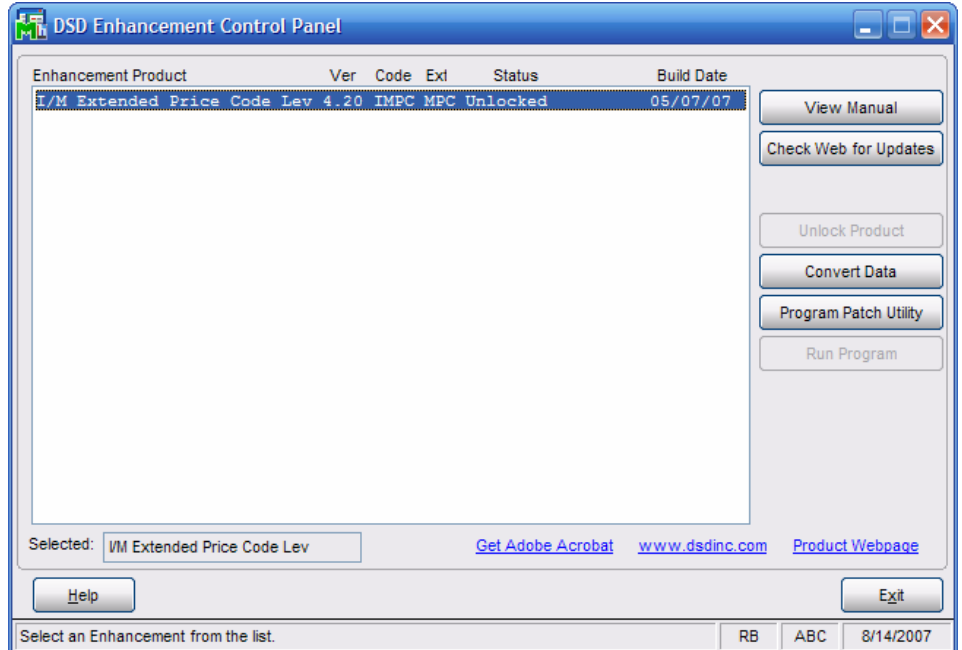 DSD Enhancement Control Panel
Enhancement Product Ver Code Ext Status Build Date
I/M Extended Price Code Lev 4.20 IMPC MPC Unlocked 05/07/07
View Manual
Check Web for Updates
Unlock Product
Convert Data
Program Patch Utility
Run Program
Selected: I/M Extended Price Code Lev Get Adobe Acrobat www.dsdinc.com Product Webpage
Help Exit
Select an Enhancement from the list. RB ABC 8/14/2007